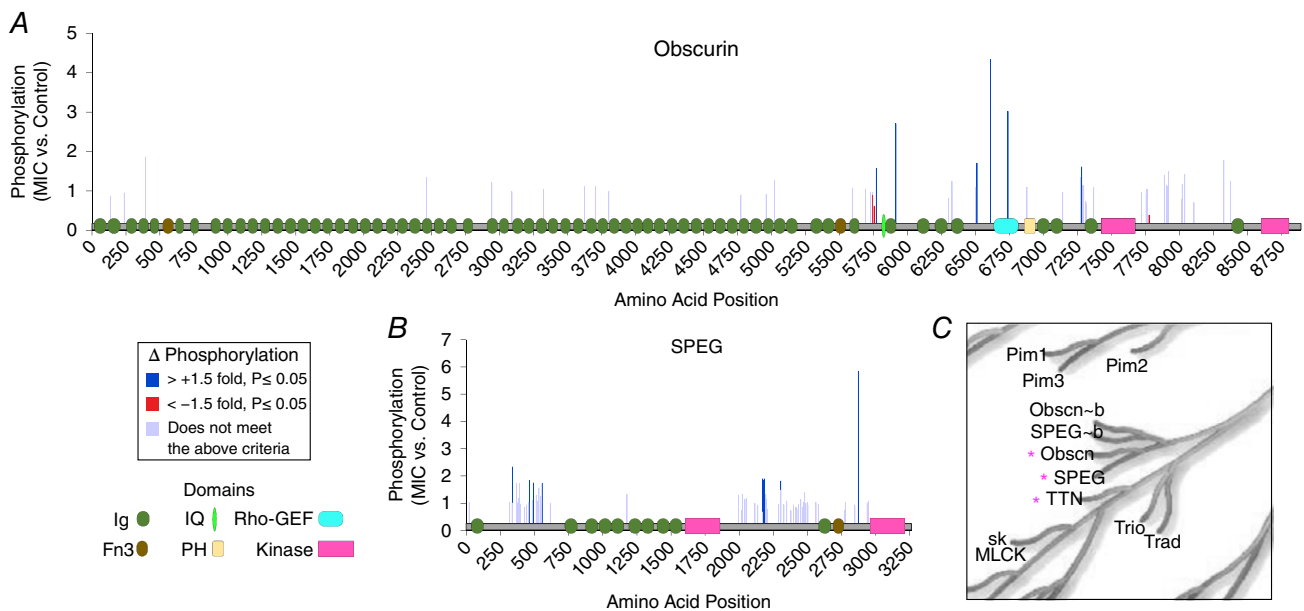 A
Obscurin
Phosphorylation
(MIC vs. Control)
5
4
3
2
1
0
0
250
500
750
1000
1250
1500
1750
2000
2250
2500
2750
3000
3250
3500
3750
4000
4250
4500
4750
5000
5250
5500
5750
6000
6250
6500
6750
7000
7250
7500
7750
8000
8250
8500
8750
Amino Acid Position
Δ Phosphorylation
> +1.5 fold, P≤ 0.05
< −1.5 fold, P≤ 0.05
Does not meet
the above criteria
Domains
Ig
IQ
Rho-GEF
Fn3
PH
Kinase
B
SPEG
Phosphorylation
(MIC vs. Control)
7
6
5
4
3
2
1
0
0
250
500
750
1000
1250
1500
1750
2000
2250
2500
2750
3000
3250
Amino Acid Position
C
Pim1
Pim2
Pim3
Obscn~b
SPEG~b
* Obscn
* SPEG
* TTN
Trio
Trad
sk
MLCK